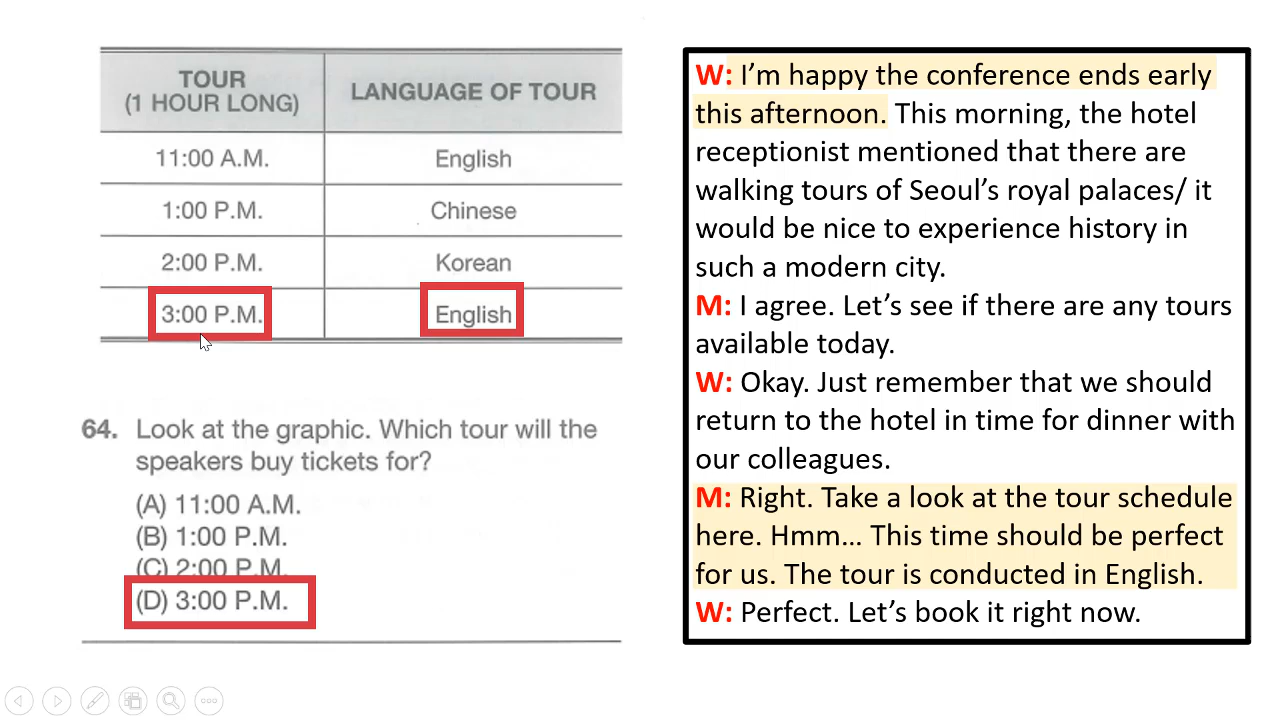 TOUR
(1 HOUR LONG)
LANGUAGE OF TOUR
11:00 A.M.
English
1:00 P.M.
Chinese
2:00 P.M.
Korean
3:00 P.M.
English
64. Look at the graphic. Which tour will the
speakers buy tickets for?
(A) 11:00 A.M.
(B) 1:00 P.M.
(C) 2:00 P.M.
(D) 3:00 P.M.
W: I'm happy the conference ends early
this afternoon. This morning, the hotel
receptionist mentioned that there are
walking tours of Seoul's royal palaces/ it
would be nice to experience history in
such a modern city.
M: I agree. Let's see if there are any tours
available today.
W: Okay. Just remember that we should
return to the hotel in time for dinner with
our colleagues.
M: Right. Take a look at the tour schedule
here. Hmm... This time should be perfect
for us. The tour is conducted in English.
W: Perfect. Let's book it right now.